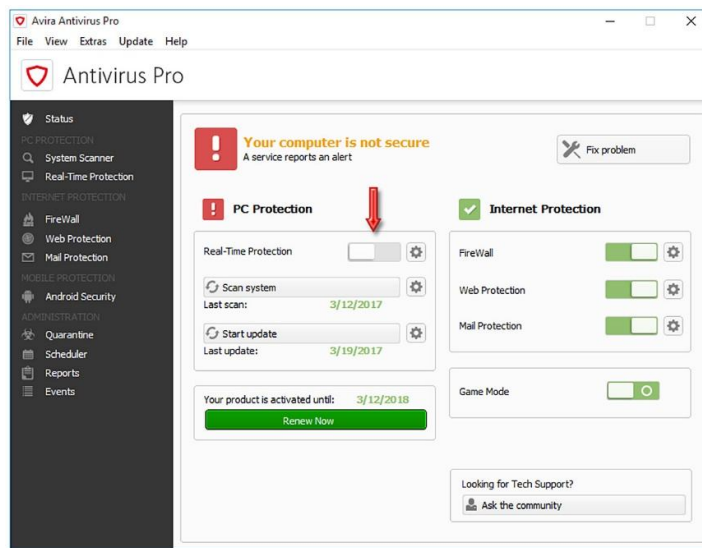 Avira Antivirus Pro
File View Extras Update Help
Antivirus Pro
Status
PC PROTECTION
System Scanner
Real-Time Protection
INTERNET PROTECTION
FireWall
Web Protection
Mail Protection
MOBILE PROTECTION
Android Security
ADMINISTRATION
Quarantine
Scheduler
Reports
Events
Your computer is not secure
A service reports an alert
Fix problem
PC Protection
Real-Time Protection
Scan system
Last scan: 3/12/2017
Start update
Last update: 3/19/2017
Your product is activated until: 3/12/2018
Renew Now
Internet Protection
FireWall
Web Protection
Mail Protection
Game Mode
Looking for Tech Support?
Ask the community